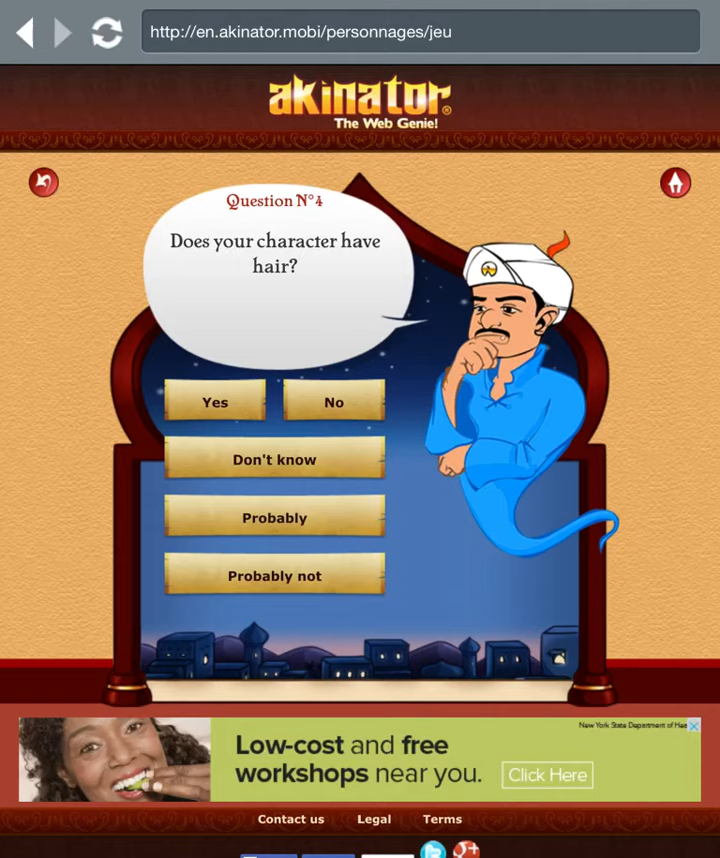 http://en.akinator.mobi/personnages/jeu
akinator®
The Web Genie!
Question N°4
Does your character have
hair?
Yes
No
Don't know
Probably
Probably not
New York State Department of Hea
Low-cost and free
workshops near you.
Click Here
Contact us
Legal
Terms